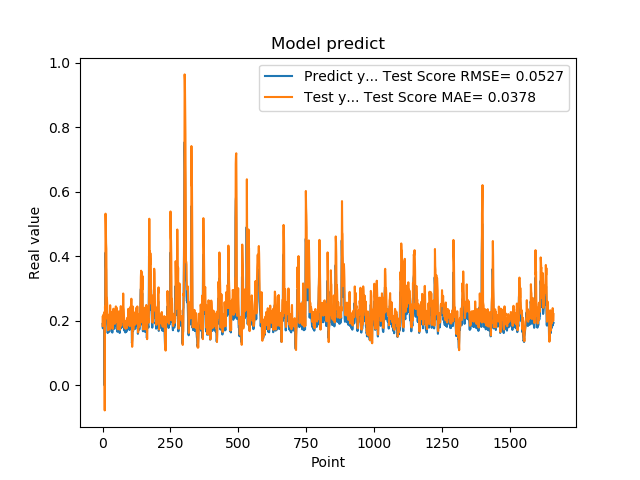 Model predict
Predict y... Test Score RMSE= 0.0527
Test y... Test Score MAE= 0.0378
1.0
0.8
0.6
0.4
0.2
0.0
Real value
0 250 500 750 1000 1250 1500
Point